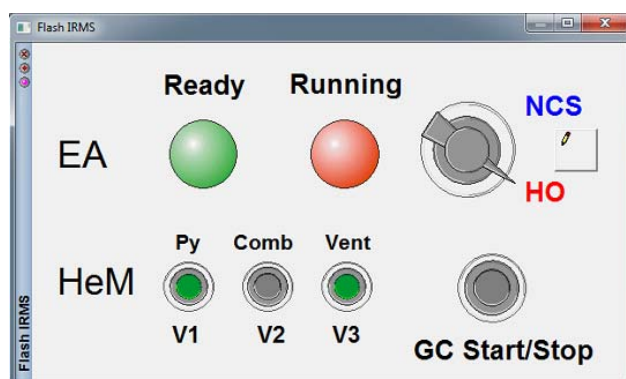 Flash IRMS
Ready Running
NCS
EA
HO
Py Comb Vent
HeM
V1 V2 V3
GC Start/Stop
Flash IRMS